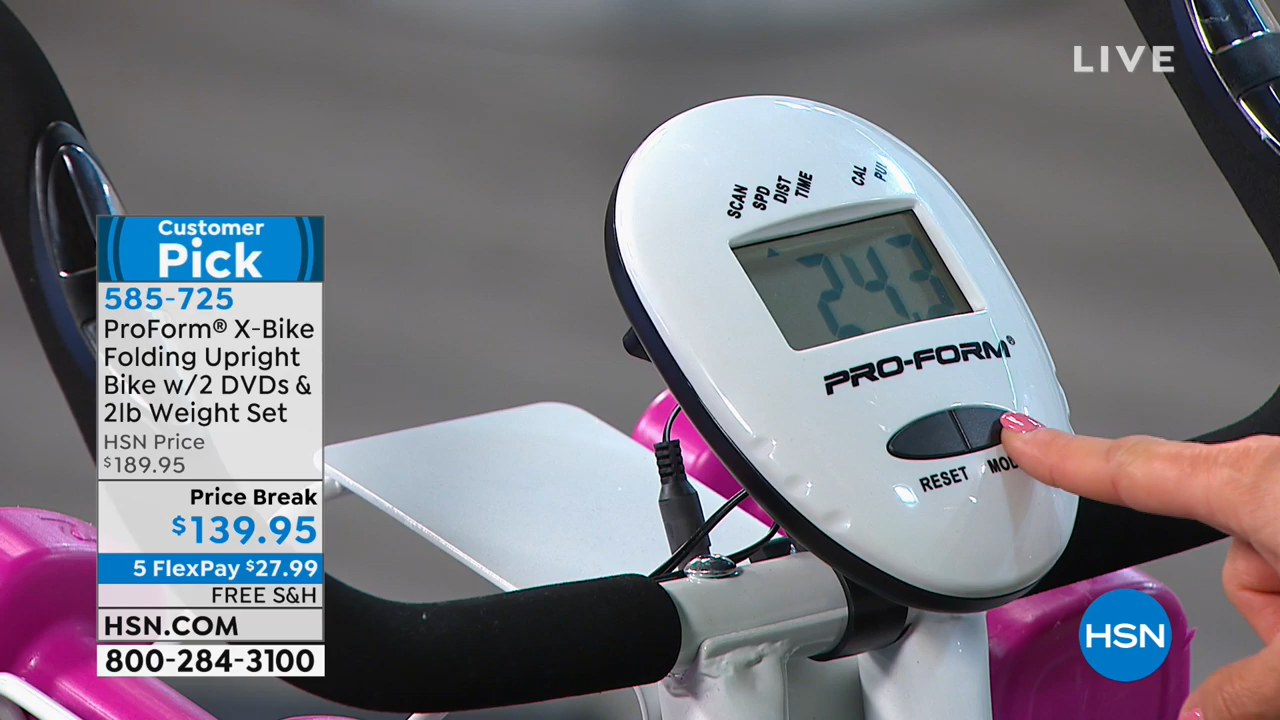 LIVE
SCAN
SPD
DIST
TIME
CAL
24.3
PRO-FORM®
RESET
Customer
Pick
585-725
ProForm® X-Bike
Folding Upright
Bike w/2 DVDs &
2lb Weight Set
HSN Price
$189.95
Price Break
$139.95
5 FlexPay $27.99
FREE S&H
HSN.COM
800-284-3100
HSN